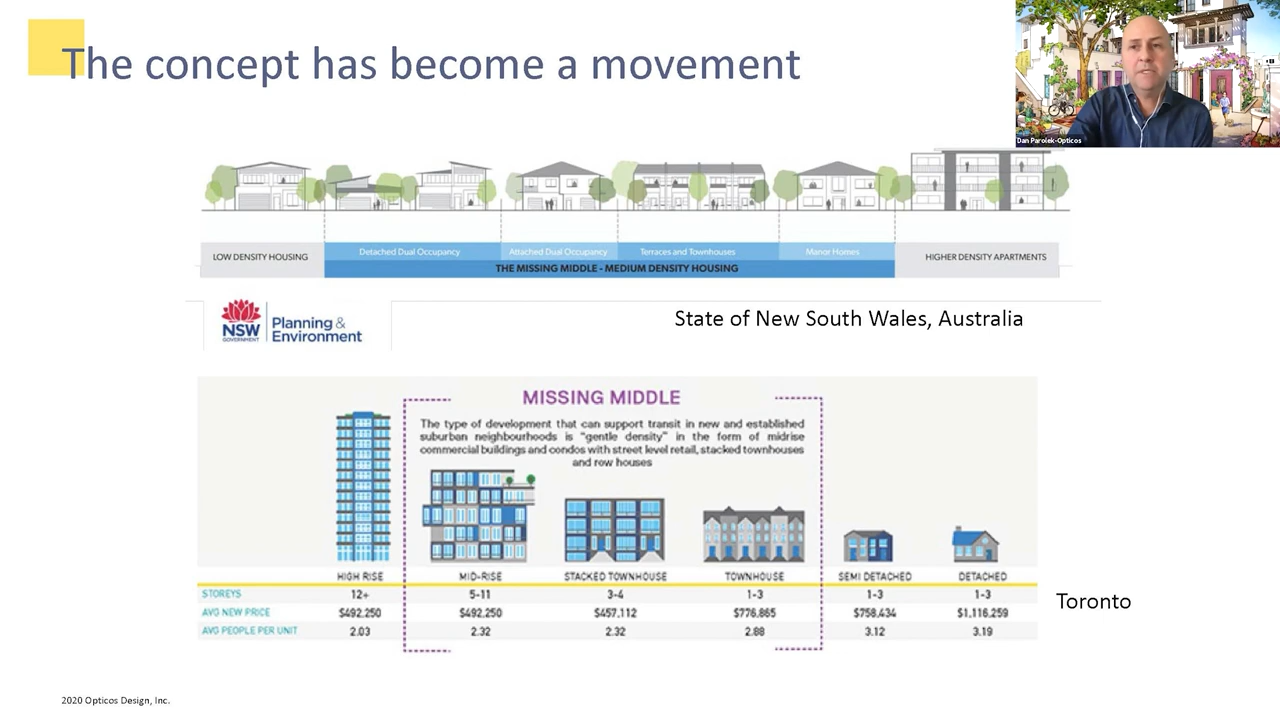 The concept has become a movement
Dan Parolek-Opticos
LOW DENSITY HOUSING
Detached Dual Occupancy
Attached Dual Occupancy
Terraces and Townhouses
Manor Homes
HIGHER DENSITY APARTMENTS
THE MISSING MIDDLE - MEDIUM DENSITY HOUSING
NSW
GOVERNMENT
Planning &
Environment
State of New South Wales, Australia
MISSING MIDDLE
The type of development that can support transit in new and established
suburban neighbourhoods is "gentle density" in the form of midrise
commercial buildings and condos with street level retail, stacked townhouses
and row houses
HIGH RISE MID-RISE STACKED TOWNHOUSE TOWNHOUSE SEMI DETACHED DETACHED
STOREYS 12+ 5-11 3-4 1-3 1-3 1-3
AVG NEW PRICE $492,250 $492,250 $457,112 $776,865 $758,434 $1,116,259
AVG PEOPLE PER UNIT 2.03 2.32 2.32 2.88 3.12 3.19
Toronto
2020 Opticos Design, Inc.